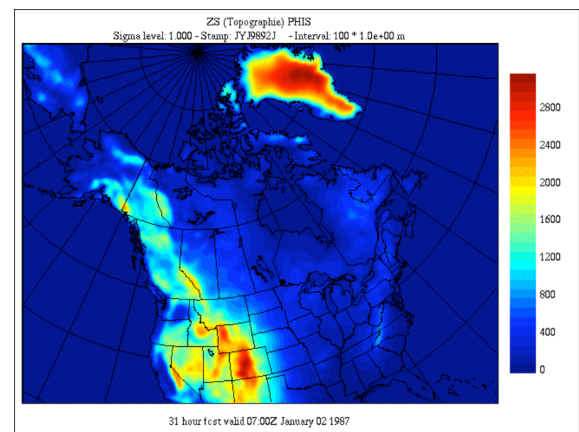 ZS (Topographie) PHIS
Sigma level: 1.000 - Stamp: JYJ9892J - Interval: 100 * 1.0e+00 m
2800
2400
2000
1600
1200
800
400
0
31 hour fcst valid 07:00Z January 02 1987